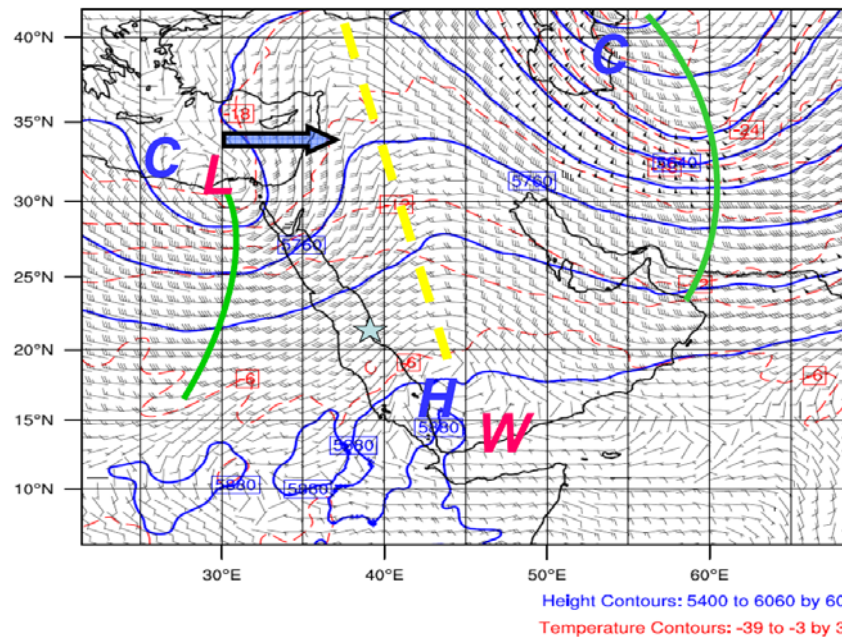 40°N
C
C
-18
35°N
-24
C
5640
-18
L
5760
30°N
-12
5760
25°N
-12
20°N
-6
-6
-6
H
15°N
5880
5880
W
10°N
5880
5880
30°E
40°E
50°E
60°E
Height Contours: 5400 to 6060 by 60
Temperature Contours: -39 to -3 by 3